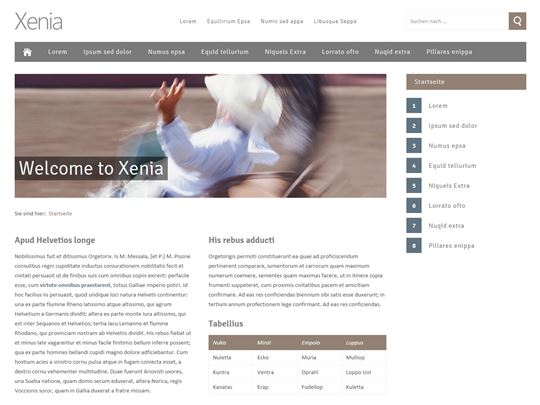 Xenia
Lorem Equilirium Epsa Numis sed appa Libusque Seppa
Suchen nach ...
Lorem Ipsum sed dolor Numus epsa Equid tellurium Niqueis Extra Lorrato ofto Nuqid extra Pillares enippa
Welcome to Xenia
Sie sind hier: Startseite
Apud Helvetios longe
Nobilissimus fuit et ditissimus Orgetorix. Is M. Messala, [et P.] M. Pisone
consulibus regni cupiditate inductus coniurationem nobilitatis fecit et
civitati persuasit ut de finibus suis cum omnibus copiis exirent: perfacile
esse, cum virtute omnibus praestarent, totius Galliae imperio potiri. Id
hoc facilius iis persuasit, quod undique loci natura Helvetii continentur:
una ex parte flumine Rheno latissimo atque altissimo, qui agrum
Helvetium a Germanis dividit; altera ex parte monte Iura altissimo, qui
est inter Sequanos et Helvetios; tertia lacu Lemanno et flumine
Rhodano, qui provinciam nostram ab Helvetiis dividit. His rebus fiebat ut
et minus late vagarentur et minus facile finitimis bellum inferre possent;
qua ex parte homines bellandi cupidi magno dolore adficiebantur. Cum
hostium acies a sinistro cornu pulsa atque in fugam coniecta esset, a
dextro cornu vehementer multitudine. Duae fuerunt Ariovisti uxores,
una Sueba natione, quam domo secum eduxerat, altera Norica, regis
Voccionis soror, quam in Gallia duxerat a fratre missam.
His rebus adducti
Orgetorigis permoti constituerunt ea quae ad proficiscendum
pertinerent comparare, iumentorum et carrorum quam maximum
numerum coemere, sementes quam maximas facere, ut in itinere copia
frumenti suppeteret, cum proximis civitatibus pacem et amicitiam
confirmare. Ad eas res conficiendas biennium sibi satis esse duxerunt; in
tertium annum profectionem lege confirmant. Ad eas res conficiendas.
Tabellius
Nukis Mirat Empolo Luppus
Nuletta Ecko Muria Mulliop
Kuntra Ventra Oprahl Loppo Uol
Kanatas Erap Fudellop Kuletta
Startseite
1 Lorem
2 Ipsum sed dolor
3 Numus epsa
4 Equid tellurium
5 Niqueis Extra
6 Lorrato ofto
7 Nuqid extra
8 Pillares enippa